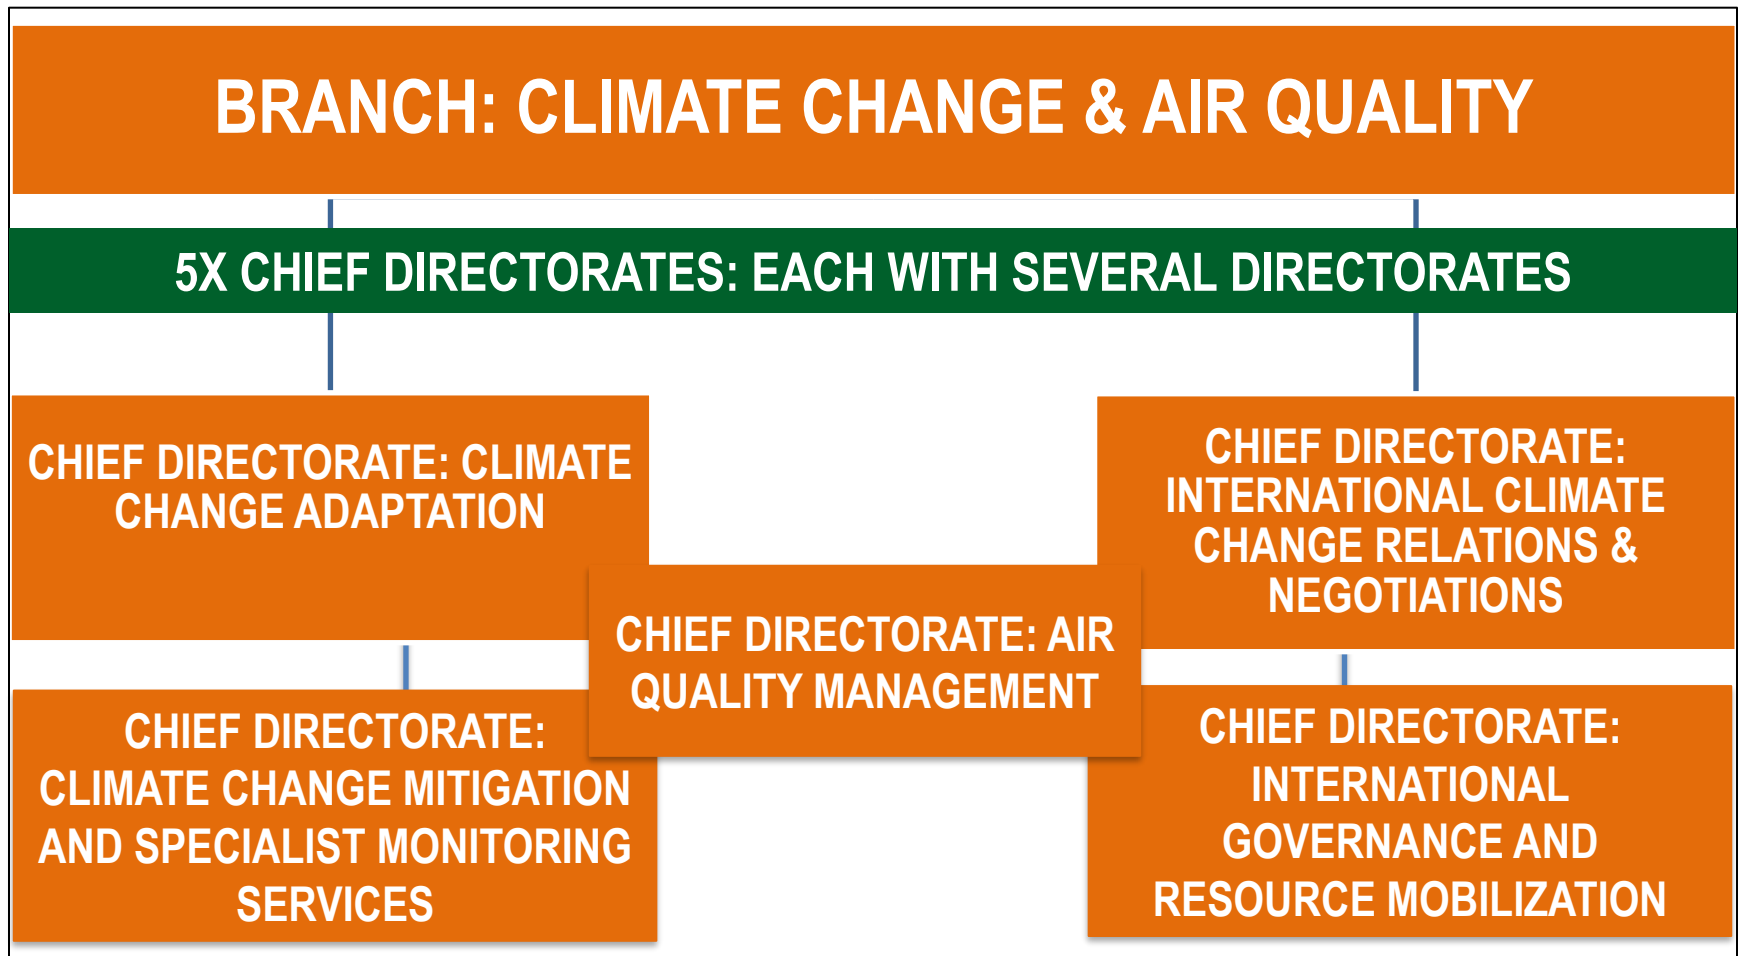 BRANCH: CLIMATE CHANGE & AIR QUALITY
5X CHIEF DIRECTORATES: EACH WITH SEVERAL DIRECTORATES
CHIEF DIRECTORATE: CLIMATE
CHANGE ADAPTATION
CHIEF DIRECTORATE:
INTERNATIONAL CLIMATE
CHANGE RELATIONS &
NEGOTIATIONS
CHIEF DIRECTORATE: AIR
QUALITY MANAGEMENT
CHIEF DIRECTORATE:
CLIMATE CHANGE MITIGATION
AND SPECIALIST MONITORING
SERVICES
CHIEF DIRECTORATE:
INTERNATIONAL
GOVERNANCE AND
RESOURCE MOBILIZATION